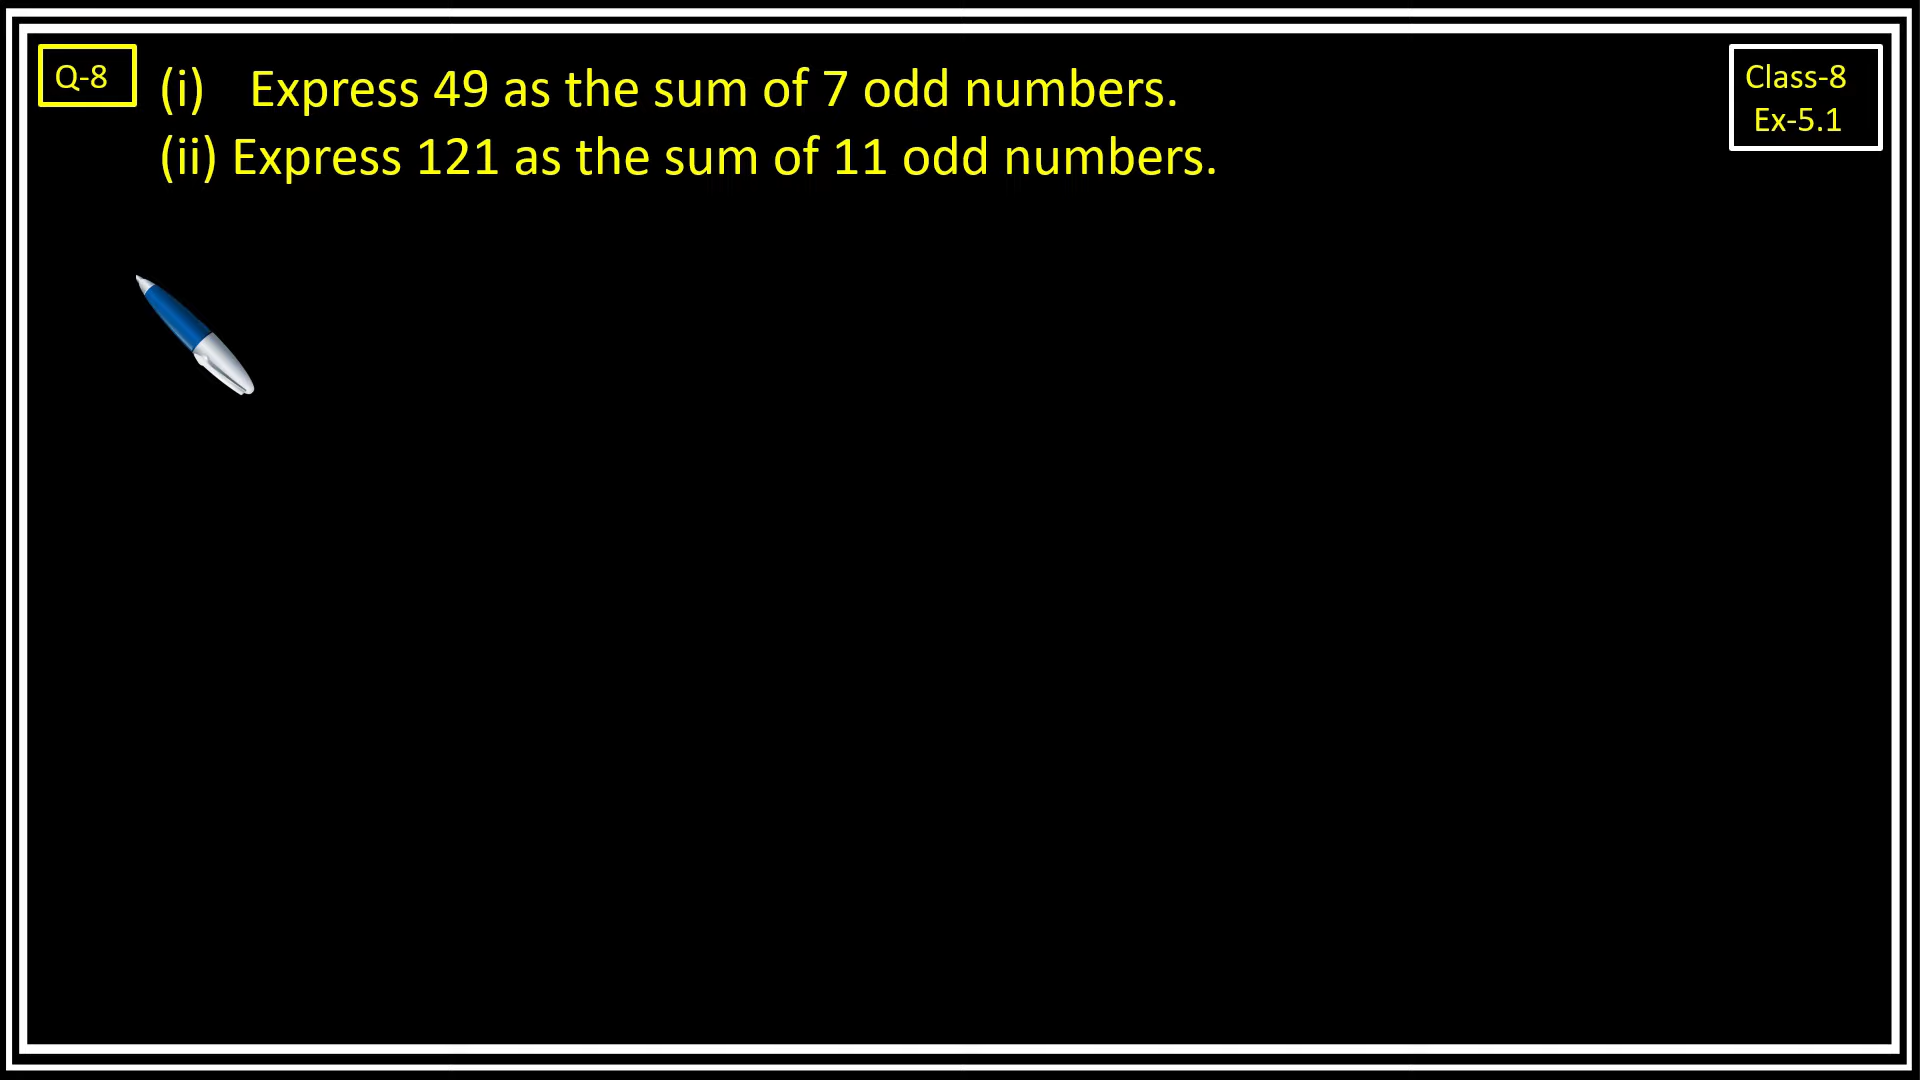 Q-8
(i) Express 49 as the sum of 7 odd numbers.
(ii) Express 121 as the sum of 11 odd numbers.
Class-8
Ex-5.1